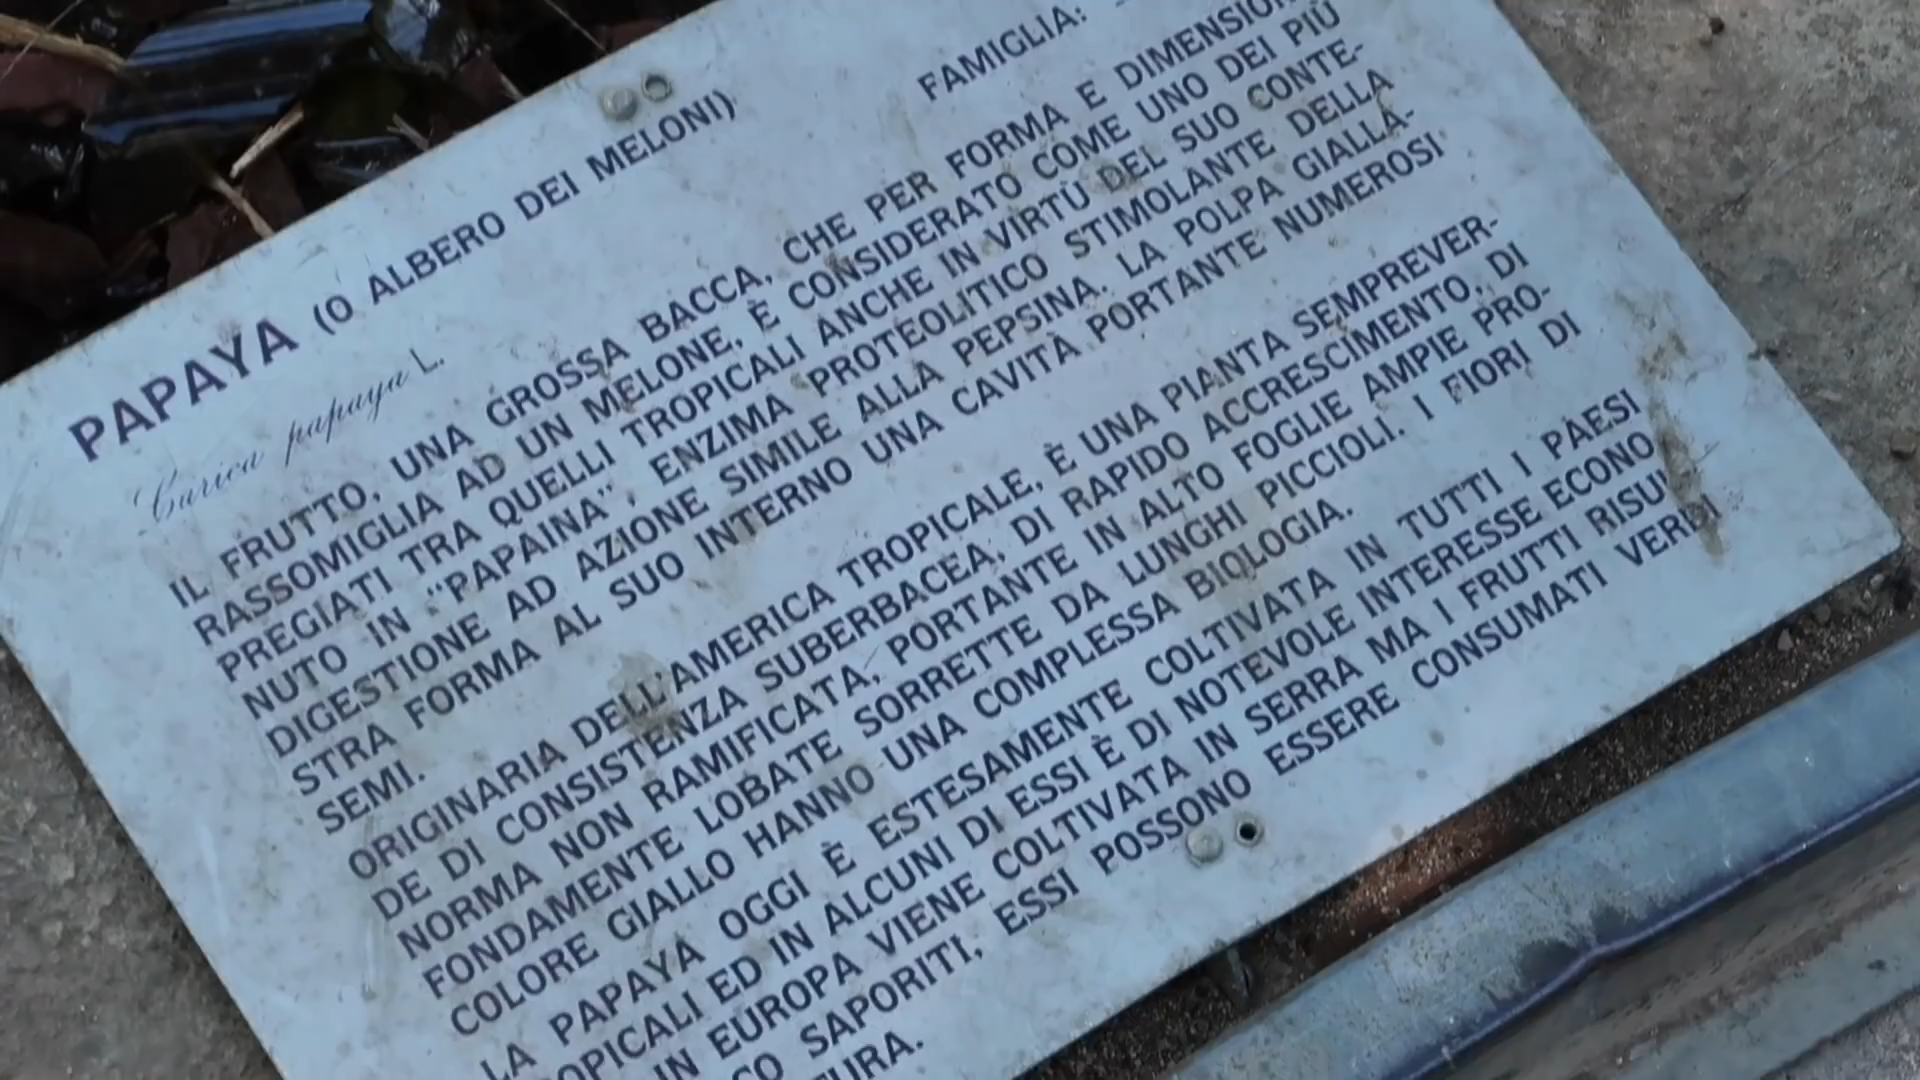 PAPAYA (O ALBERO DEI MELONI)
FAMIGLIA:
Carica papaya L.
IL FRUTTO, UNA GROSSA BACCA, CHE PER FORMA E DIMENSION
RASSOMIGLIA AD UN MELONE, È CONSIDERATO COME UNO DEI PIÙ
PREGIATI TRA QUELLI TROPICALI ANCHE IN VIRTÙ DEL SUO CONTE-
NUTO IN "PAPAINA", ENZIMA PROTEOLITICO STIMOLANTE DELLA
DIGESTIONE AD AZIONE SIMILE ALLA PEPSINA. LA POLPA GIALLA-
STRA FORMA AL SUO INTERNO UNA CAVITÀ PORTANTE NUMEROSI
SEMI.
ORIGINARIA DELL'AMERICA TROPICALE, È UNA PIANTA SEMPREVER-
DE DI CONSISTENZA SUBERBACEA, DI RAPIDO ACCRESCIMENTO, DI
NORMA NON RAMIFICATA, PORTANTE IN ALTO FOGLIE AMPIE PRO-
FONDAMENTE LOBATE SORRETTE DA LUNGHI PICCIOLI. I FIORI DI
COLORE GIALLO HANNO UNA COMPLESSA BIOLOGIA.
LA PAPAYA OGGI È ESTESAMENTE COLTIVATA IN TUTTI I PAESI
OPICALI ED IN ALCUNI DI ESSI È DI NOTEVOLE INTERESSE ECONO
IN EUROPA VIENE COLTIVATA IN SERRA MA I FRUTTI RISUL
CO SAPORITI, ESSI POSSONO ESSERE CONSUMATI VERDI
TURA.